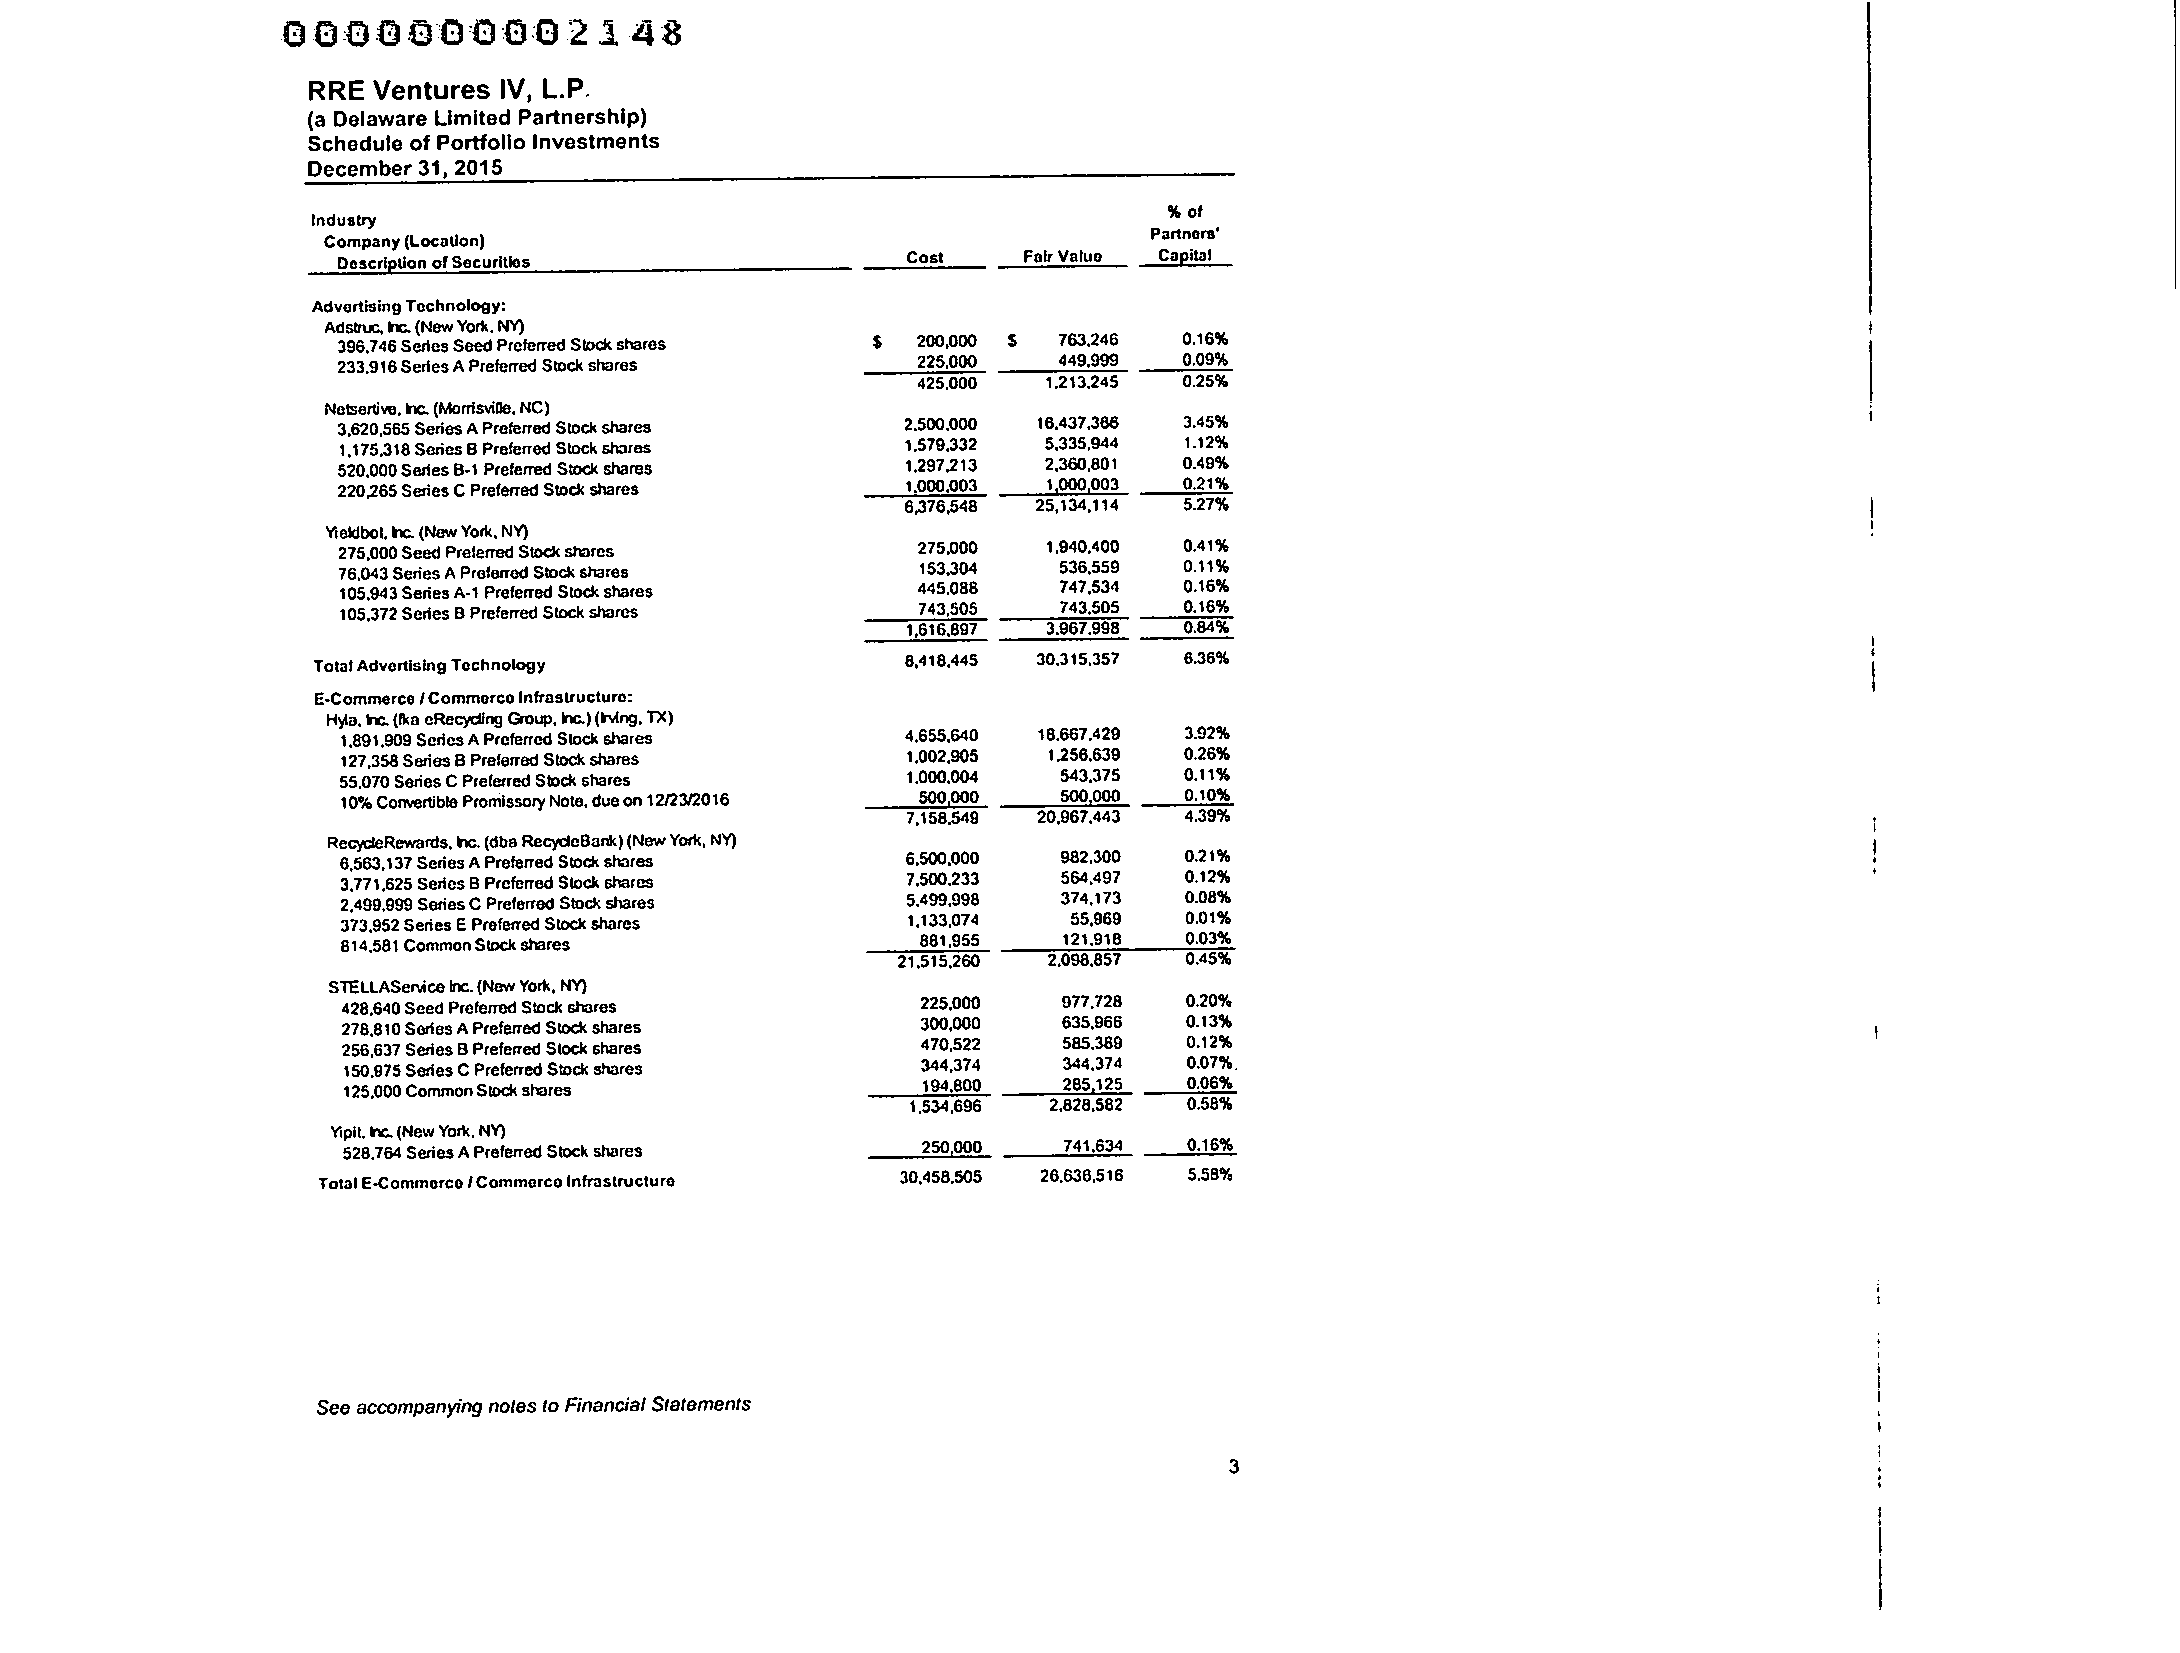 000000002148
RRE Ventures IV, L.P.
(a Delaware Limited Partnership)
Schedule of Portfolio Investments
December 31, 2015
Industry
Company (Location)
Description of Securities
Cost
Fair Value
% of
Partners'
Capital
Advertising Technology:
Adstruc, Inc. (New York, NY)
396,746 Series Seed Preferred Stock shares $ 200,000 $ 763,246 0.16%
233,916 Series A Preferred Stock shares 225,000 449,999 0.09%
425,000 1,213,245 0.25%
Netsertive, Inc. (Morrisville, NC)
3,620,565 Series A Preferred Stock shares 2,500,000 16,437,366 3.45%
1,175,318 Series B Preferred Stock shares 1,579,332 5,335,944 1.12%
520,000 Series B-1 Preferred Stock shares 1,297,213 2,360,801 0.49%
220,265 Series C Preferred Stock shares 1,000,003 1,000,003 0.21%
6,376,548 25,134,114 5.27%
Yieldbot, Inc. (New York, NY)
275,000 Seed Preferred Stock shares 275,000 1,940,400 0.41%
76,043 Series A Preferred Stock shares 153,304 536,559 0.11%
105,943 Series A-1 Preferred Stock shares 445,088 747,534 0.16%
105,372 Series B Preferred Stock shares 743,505 743,505 0.16%
1,616,897 3,967,998 0.84%
Total Advertising Technology 8,418,445 30,315,357 6.36%
E-Commerce / Commerce Infrastructure:
Hyla, Inc. (fka eRecycling Group, Inc.) (Irving, TX)
1,891,909 Series A Preferred Stock shares 4,655,640 18,667,429 3.92%
127,358 Series B Preferred Stock shares 1,002,905 1,256,639 0.26%
55,070 Series C Preferred Stock shares 1,000,004 543,375 0.11%
10% Convertible Promissory Note, due on 12/23/2016 500,000 500,000 0.10%
7,158,549 20,967,443 4.39%
RecycleRewards, Inc. (dba RecycleBank) (New York, NY)
6,563,137 Series A Preferred Stock shares 6,500,000 982,300 0.21%
3,771,625 Series B Preferred Stock shares 7,500,233 564,497 0.12%
2,499,999 Series C Preferred Stock shares 5,499,998 374,173 0.08%
373,952 Series E Preferred Stock shares 1,133,074 55,969 0.01%
814,581 Common Stock shares 881,955 121,918 0.03%
21,515,260 2,098,857 0.45%
STELLAService Inc. (New York, NY)
428,640 Seed Preferred Stock shares 225,000 977,728 0.20%
278,810 Series A Preferred Stock shares 300,000 635,966 0.13%
256,637 Series B Preferred Stock shares 470,522 585,389 0.12%
150,975 Series C Preferred Stock shares 344,374 344,374 0.07%
125,000 Common Stock shares 194,800 285,125 0.06%
1,534,696 2,828,582 0.58%
Yipit, Inc. (New York, NY)
528,764 Series A Preferred Stock shares 250,000 741,634 0.16%
Total E-Commerce / Commerce Infrastructure 30,458,505 26,636,516 5.58%
See accompanying notes to Financial Statements
3